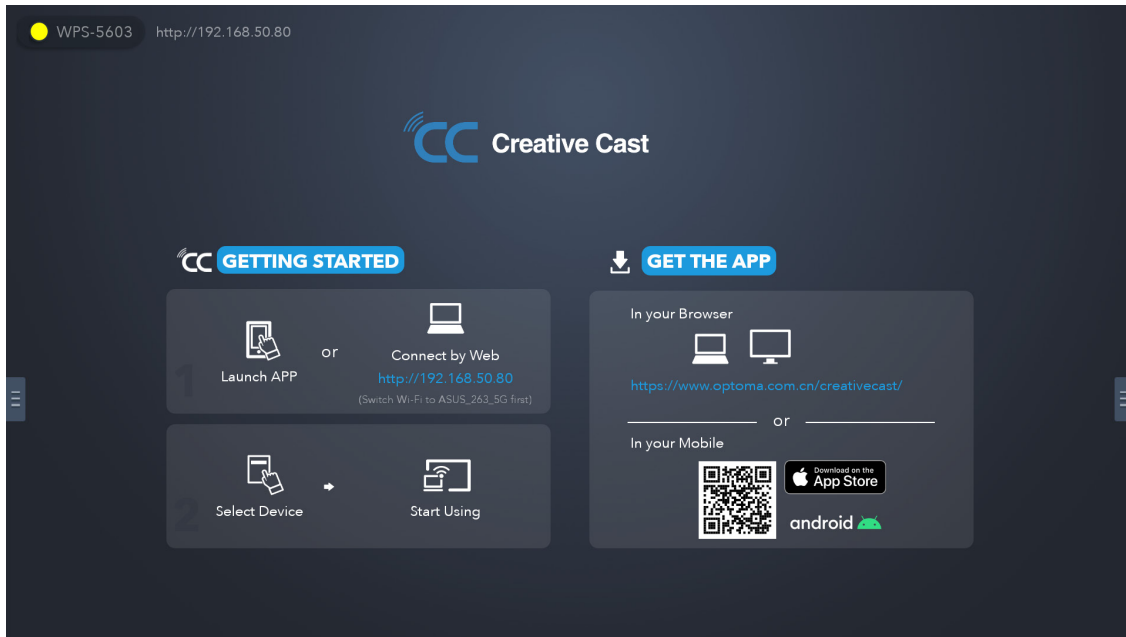 WPS-5603 http://192.168.50.80
CC Creative Cast
CC GETTING STARTED
1
Launch APP
or
Connect by Web
http://192.168.50.80
(Switch Wi-Fi to ASUS_263_5G first)
2
Select Device
Start Using
GET THE APP
In your Browser
https://www.optoma.com.cn/creativecast/
or
In your Mobile
Download on the
App Store
android